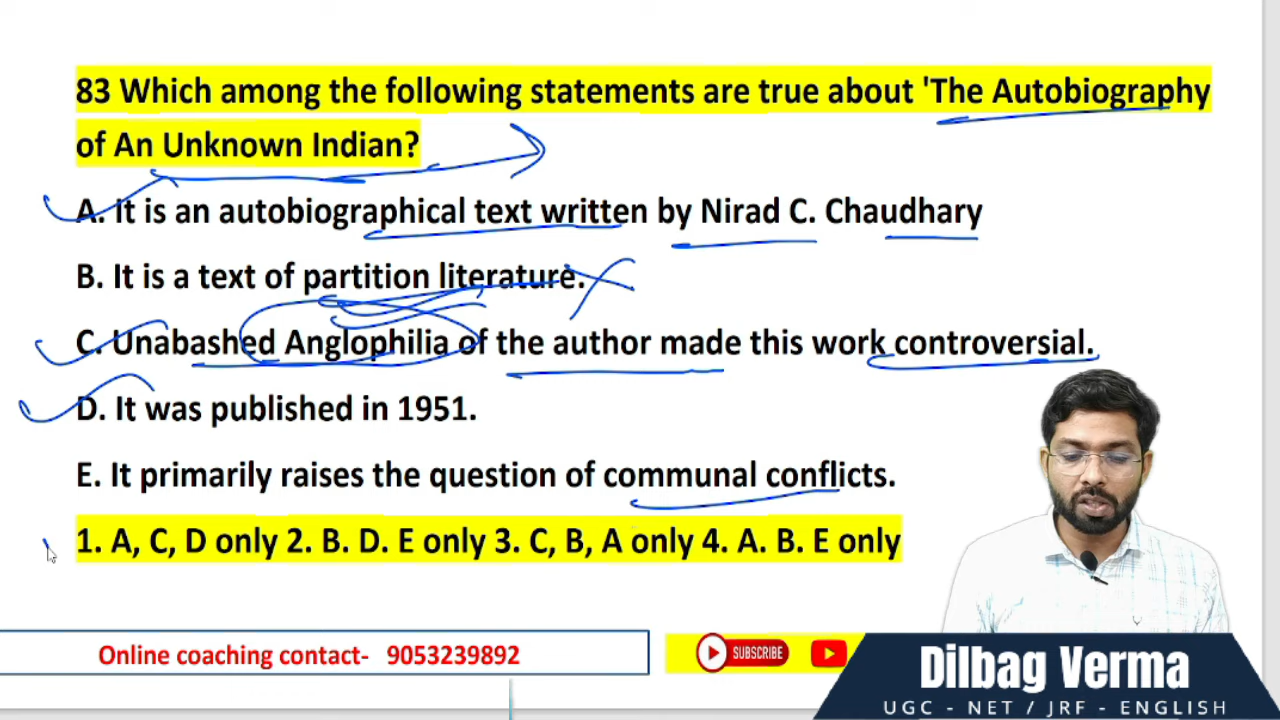 83 Which among the following statements are true about 'The Autobiography
of An Unknown Indian?
A. It is an autobiographical text written by Nirad C. Chaudhary
B. It is a text of partition literature.
C. Unabashed Anglophilia of the author made this work controversial.
D. It was published in 1951.
E. It primarily raises the question of communal conflicts.
1. A, C, D only 2. B. D. E only 3. C, B, A only 4. A. B. E only
Online coaching contact- 9053239892
SUBSCRIBE
Dilbag Verma
UGC - NET / JRF - ENGLISH